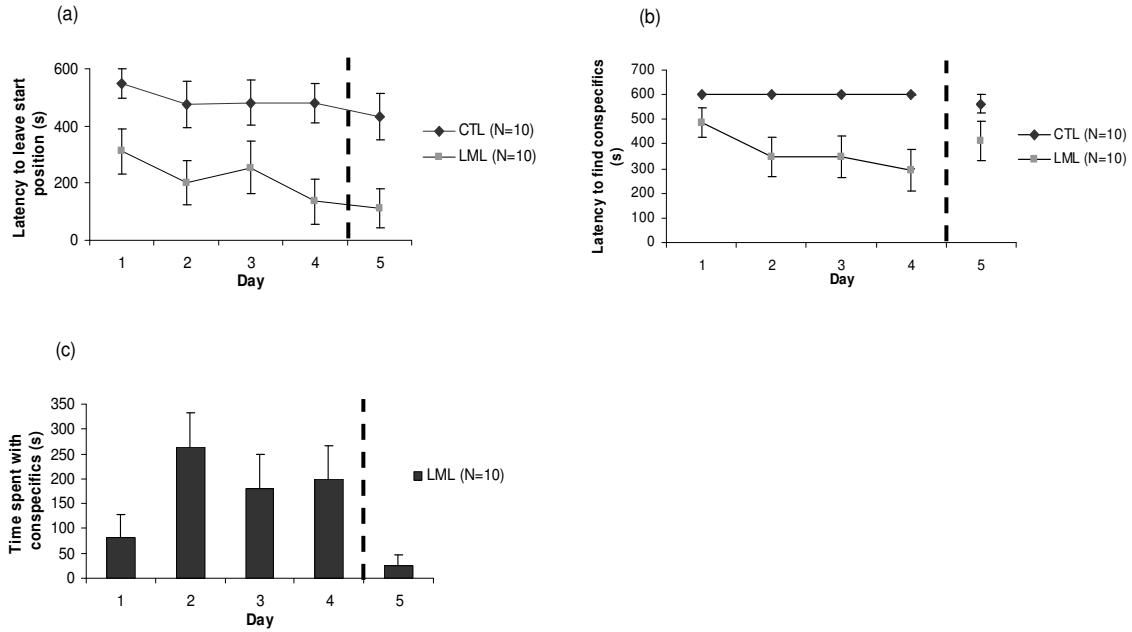 (a)
Latency to leave start
position (s)
600
400
200
0
1 2 3 4 5
Day
CTL (N=10)
LML (N=10)
(b)
Latency to find conspecifics
(s)
700
600
500
400
300
200
100
0
1 2 3 4 5
Day
CTL (N=10)
LML (N=10)
(c)
Time spent with
conspecifics (s)
350
300
250
200
150
100
50
0
1 2 3 4 5
Day
LML (N=10)